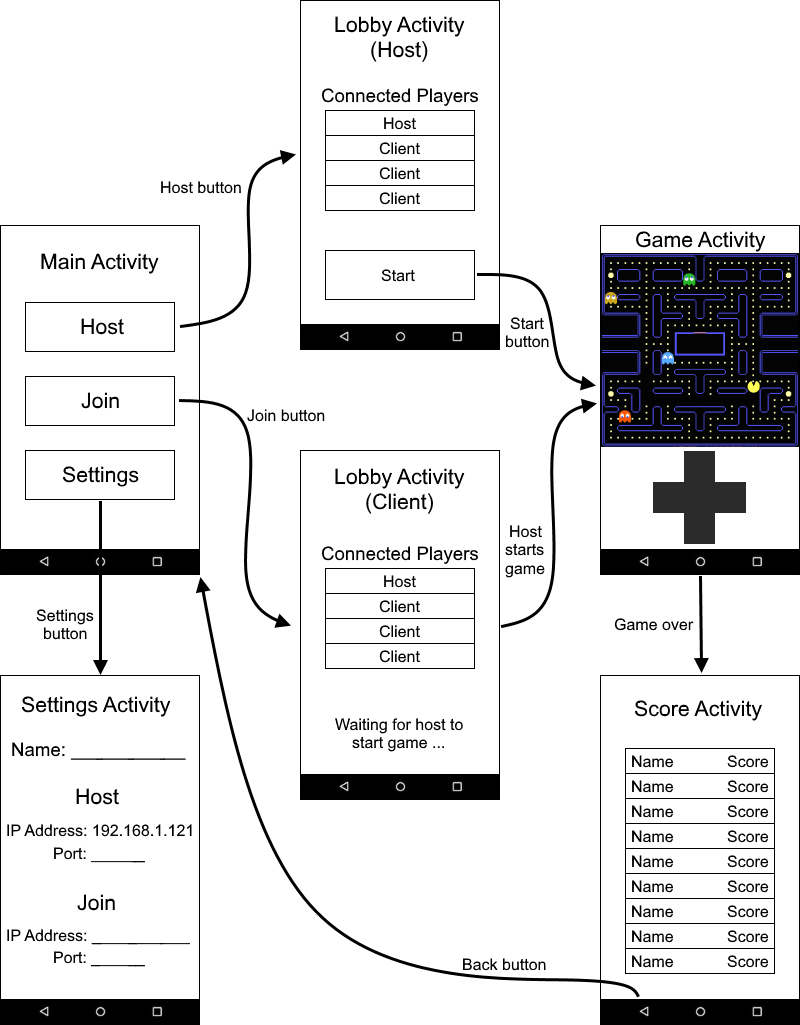 Lobby Activity
(Host)
Connected Players
Host
Client
Client
Client
Start
Host button
Main Activity
Host
Join
Settings
Start
button
Join button
Game Activity
Lobby Activity
(Client)
Connected Players
Host
Client
Client
Client
Waiting for host to
start game ...
Host
starts
game
Settings
button
Game over
Settings Activity
Name: ___________
Host
IP Address: 192.168.1.121
Port: ______
Join
IP Address: ___________
Port: ______
Score Activity
Name Score
Name Score
Name Score
Name Score
Name Score
Name Score
Name Score
Name Score
Name Score
Back button